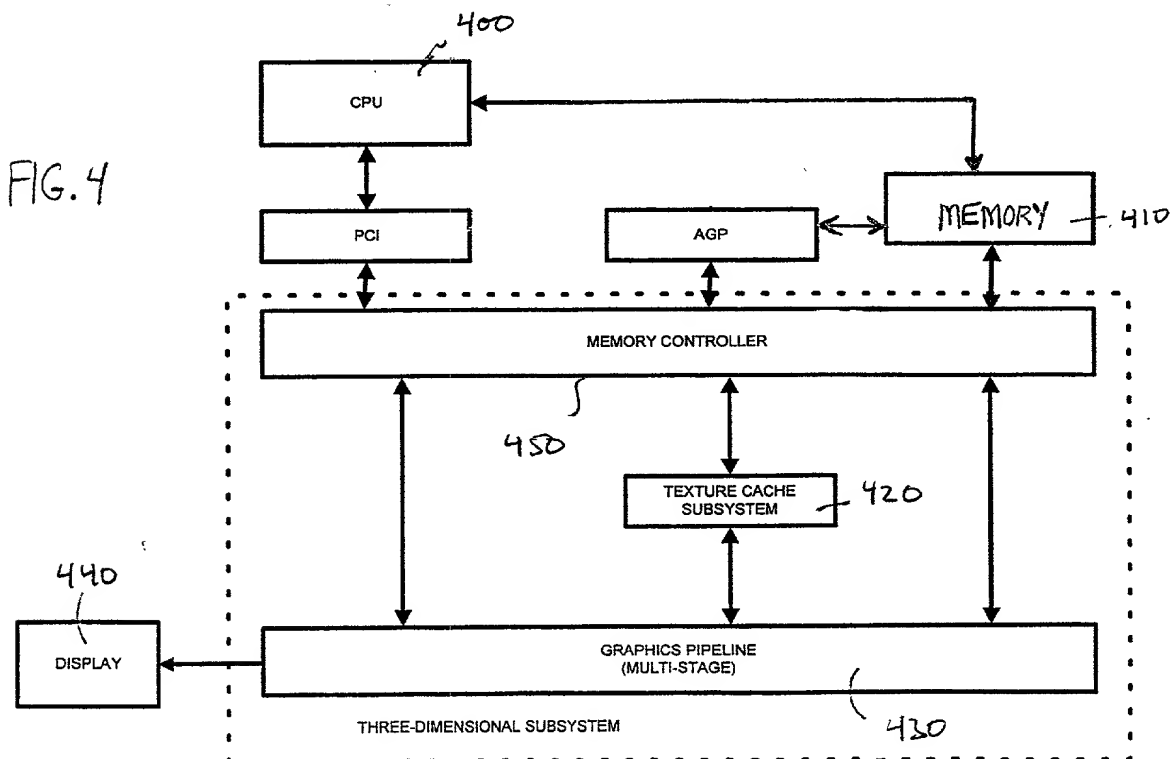 400
CPU
FIG. 4
PCI
AGP
MEMORY
410
MEMORY CONTROLLER
450
TEXTURE CACHE
SUBSYSTEM
420
440
DISPLAY
GRAPHICS PIPELINE
(MULTI-STAGE)
THREE-DIMENSIONAL SUBSYSTEM
430